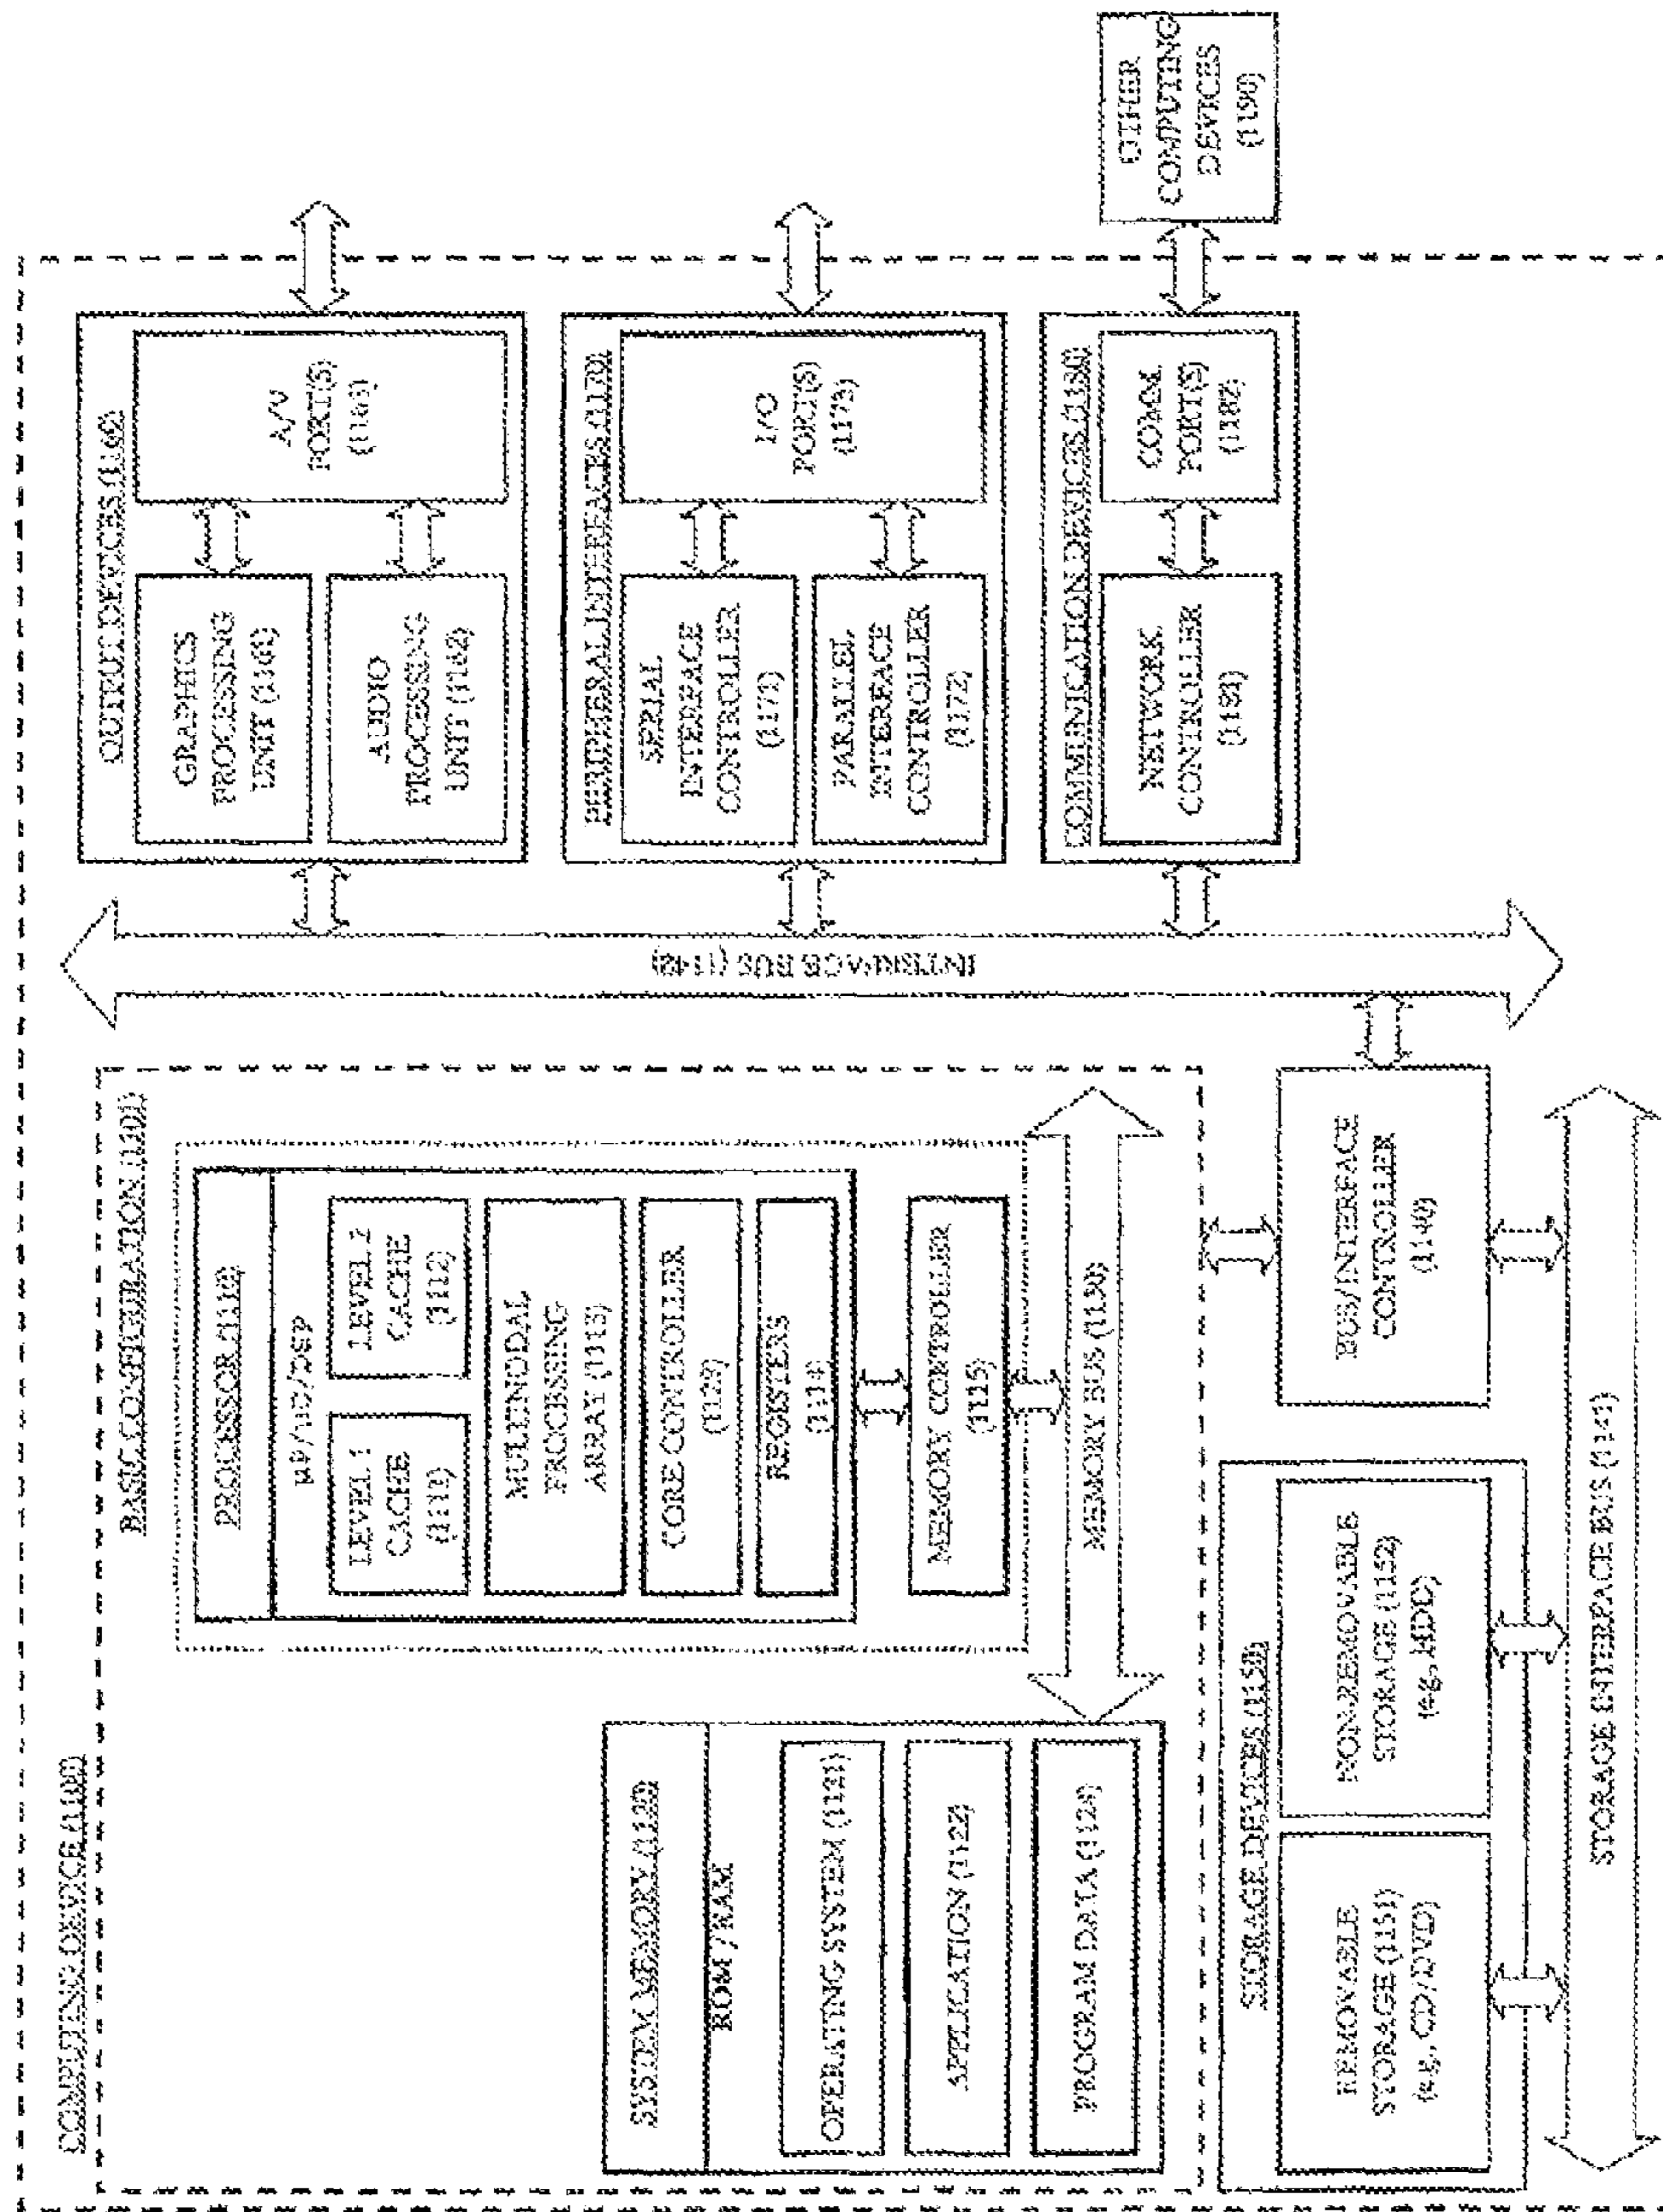 COMPUTING DEVICE (1100)
BASIC CONFIGURATION (1101)
SYSTEM MEMORY (1120)
ROM /RAM
OPERATING SYSTEM (1121)
APPLICATION (1122)
PROGRAM DATA (1124)
PROCESSOR (1110)
µP/µC/DSP
LEVEL 1
CACHE
(1111)
LEVEL 2
CACHE
(1112)
MULTINODAL
PROCESSING
ARRAY (1113)
CORE CONTROLLER
REGISTERS
(1114)
MEMORY CONTROLLER
(1115)
MEMORY BUS (1130)
STORAGE DEVICES (1150)
REMOVABLE
STORAGE (1151)
(e.g., CD/DVD)
NON-REMOVABLE
STORAGE (1152)
(e.g., HDD)
STORAGE INTERFACE BUS (1141)
BUS/INTERFACE
CONTROLLER
(1140)
INTERFACE BUS (1142)
OUTPUT DEVICES (1160)
GRAPHICS
PROCESSING
UNIT (1161)
AUDIO
PROCESSING
UNIT (1162)
A/V
PORT(S)
(1163)
PERIPHERAL INTERFACES (1170)
SERIAL
INTERFACE
CONTROLLER
(1171)
PARALLEL
INTERFACE
CONTROLLER
(1172)
I/O
PORT(S)
(1173)
COMMUNICATION DEVICES (1180)
NETWORK
CONTROLLER
(1181)
COMM.
PORT(S)
(1182)
OTHER
COMPUTING
DEVICES
(1190)